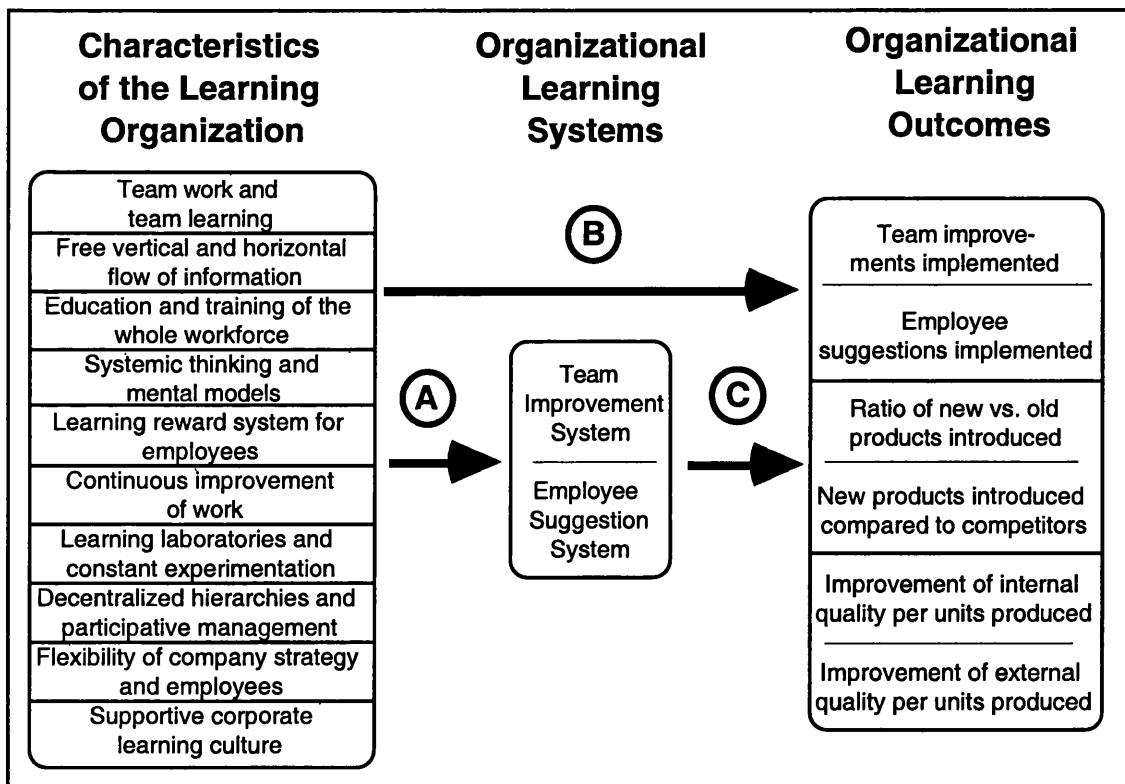 Characteristics
of the Learning
Organization
Team work and
team learning
Free vertical and horizontal
flow of information
Education and training of the
whole workforce
Systemic thinking and
mental models
Learning reward system for
employees
Continuous improvement
of work
Learning laboratories and
constant experimentation
Decentralized hierarchies and
participative management
Flexibility of company strategy
and employees
Supportive corporate
learning culture
A
B
Organizational
Learning
Systems
Team
Improvement
System
Employee
Suggestion
System
C
Organizationai
Learning
Outcomes
Team improve-
ments implemented
Employee
suggestions implemented
Ratio of new vs. old
products introduced
New products introduced
compared to competitors
Improvement of internal
quality per units produced
Improvement of external
quality per units produced